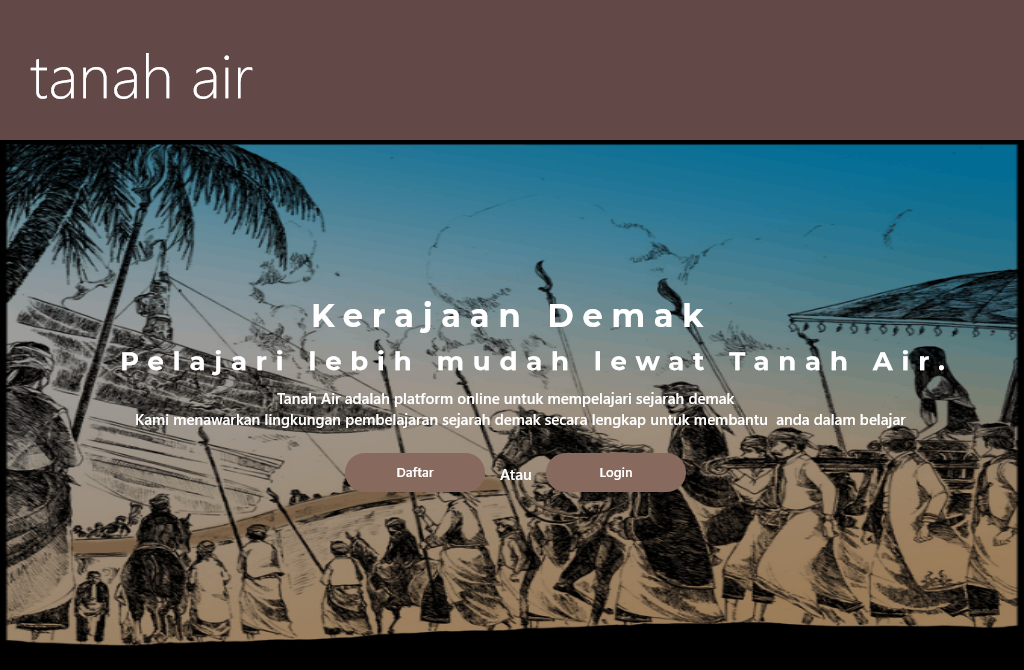 tanah air
Kerajaan Demak
Pelajari lebih mudah lewat Tanah Air.
Tanah Air adalah platform online untuk mempelajari sejarah demak
Kami menawarkan lingkungan pembelajaran sejarah demak secara lengkap untuk membantu  anda dalam belajar
Daftar Atau Login